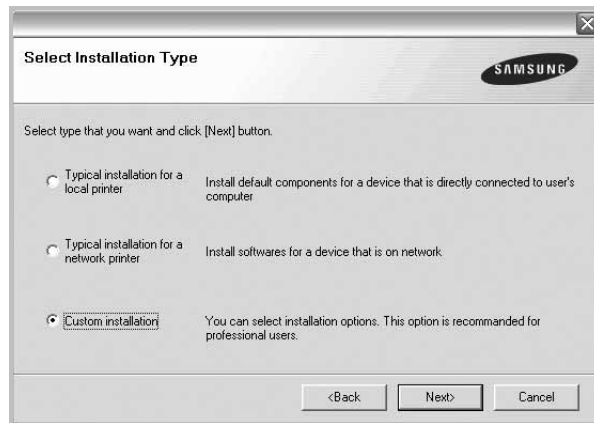 Select Installation Type
SAMSUNG
Select type that you want and click [Next] button.
Typical installation for a
local printer
Install default components for a device that is directly connected to user's
computer
Typical installation for a
network printer
Install softwares for a device that is on network
Custom installation
You can select installation options. This option is recommanded for
professional users.
<Back
Next>
Cancel